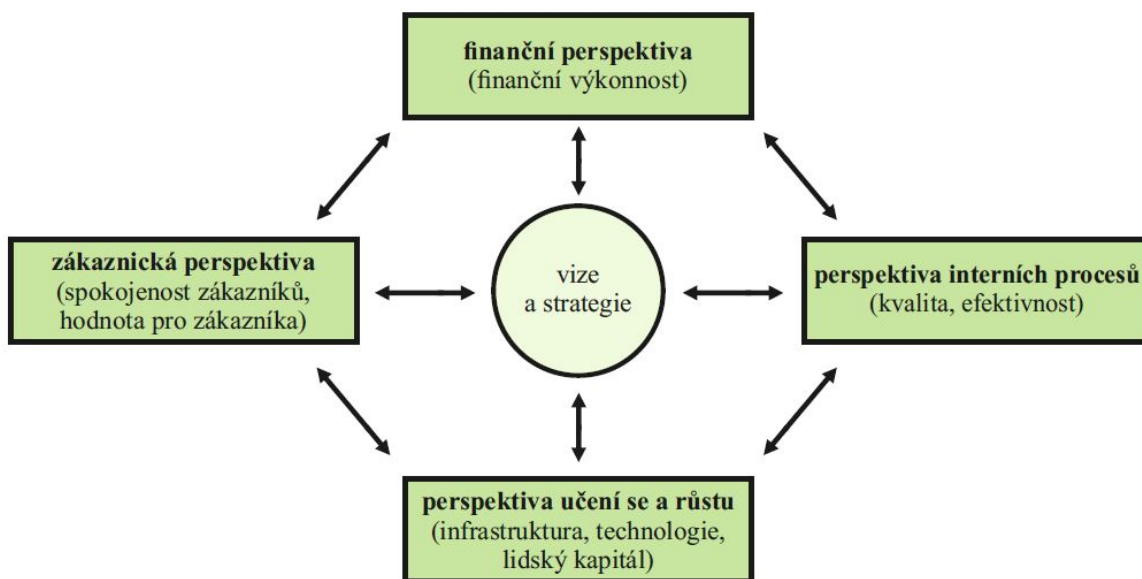 finanční perspektiva
(finanční výkonnost)
zákaznická perspektiva
(spokojenost zákazníků,
hodnota pro zákazníka)
vize
a strategie
perspektiva interních procesů
(kvalita, efektivnost)
perspektiva učení se a růstu
(infrastruktura, technologie,
lidský kapitál)